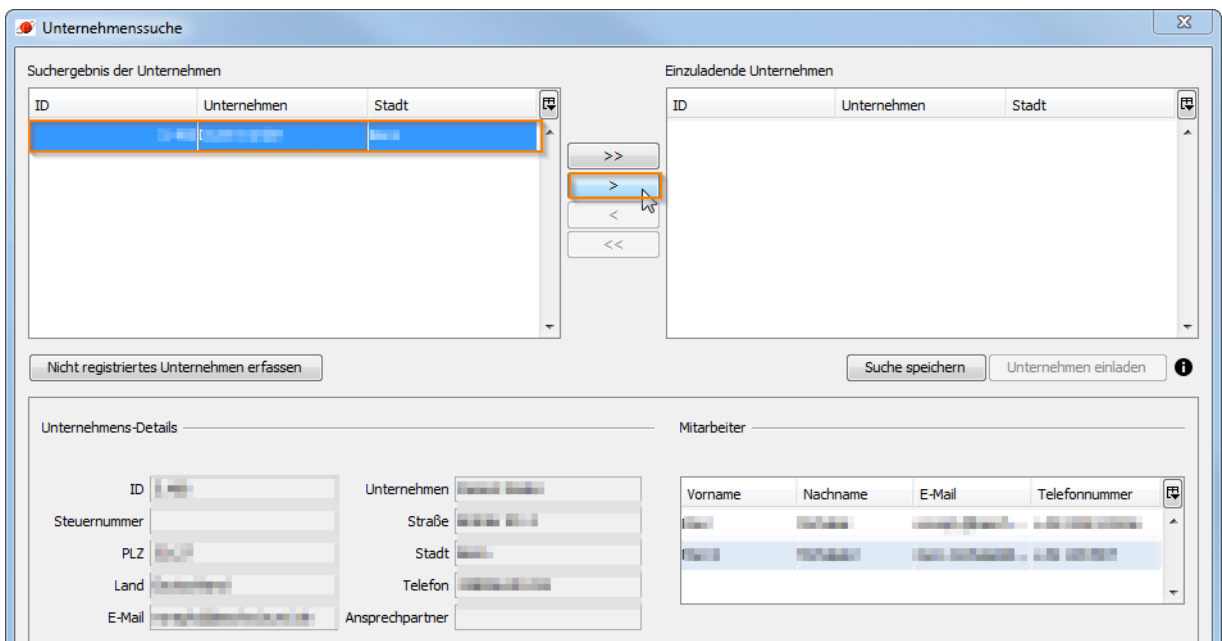 Unternehmenssuche
Suchergebnis der Unternehmen
Einzuladende Unternehmen
ID Unternehmen Stadt
ID Unternehmen Stadt
>>
>
<
<<
Nicht registriertes Unternehmen erfassen
Suche speichern Unternehmen einladen
Unternehmens-Details
Mitarbeiter
ID Unternehmen
Steuernummer Straße
PLZ Stadt
Land Telefon
E-Mail Ansprechpartner
Vorname Nachname E-Mail Telefonnummer